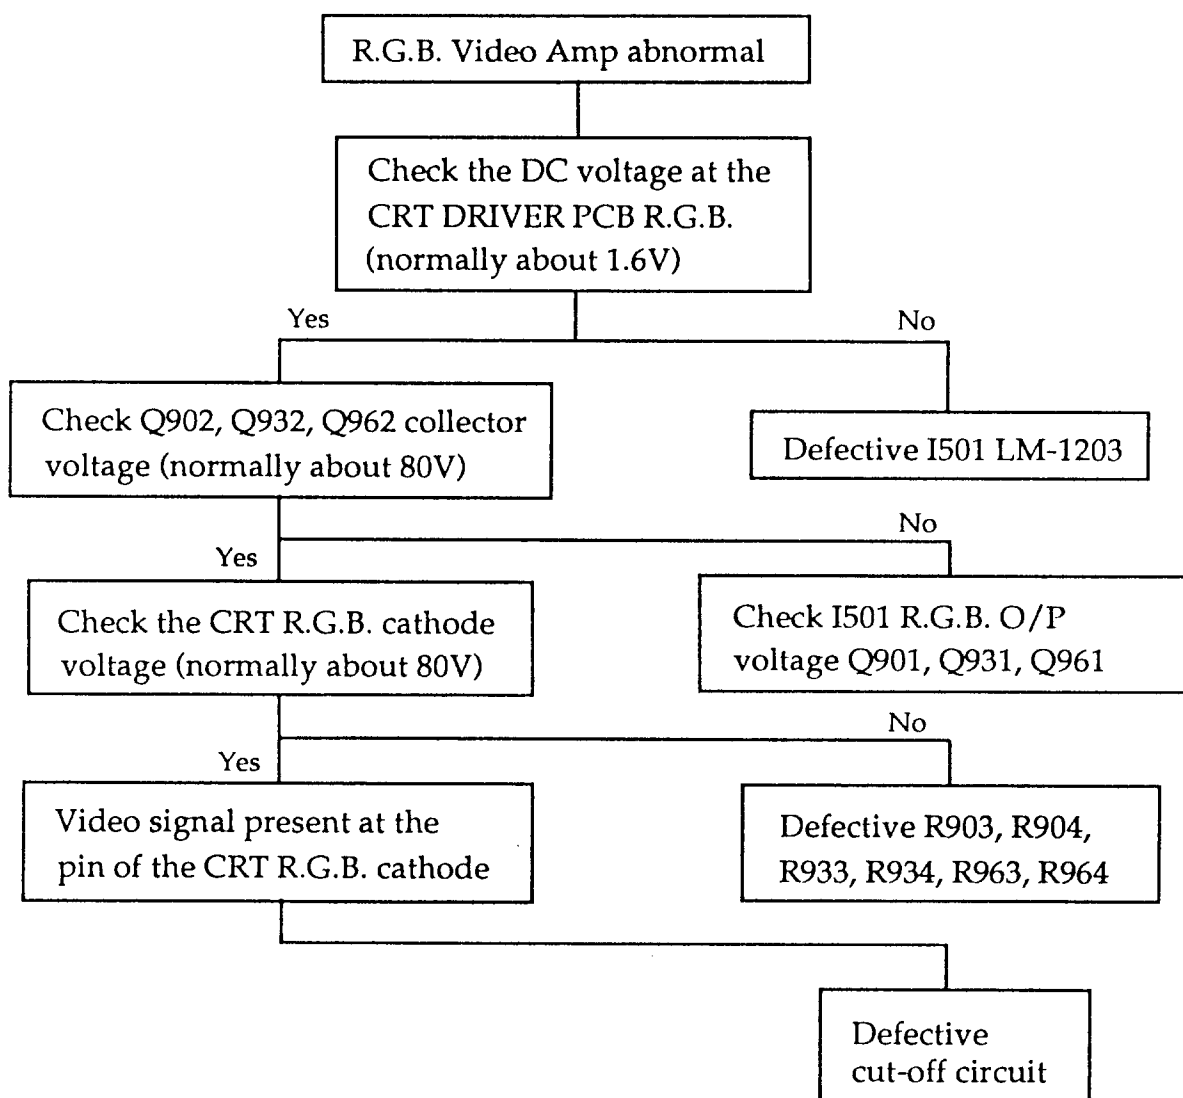 R.G.B. Video Amp abnormal
Check the DC voltage at the
CRT DRIVER PCB R.G.B.
(normally about 1.6V)
Yes
No
Check Q902, Q932, Q962 collector
voltage (normally about 80V)
Defective I501 LM-1203
No
Yes
Check the CRT R.G.B. cathode
voltage (normally about 80V)
Check I501 R.G.B. O/P
voltage Q901, Q931, Q961
No
Yes
Video signal present at the
pin of the CRT R.G.B. cathode
Defective R903, R904,
R933, R934, R963, R964
Defective
cut-off circuit